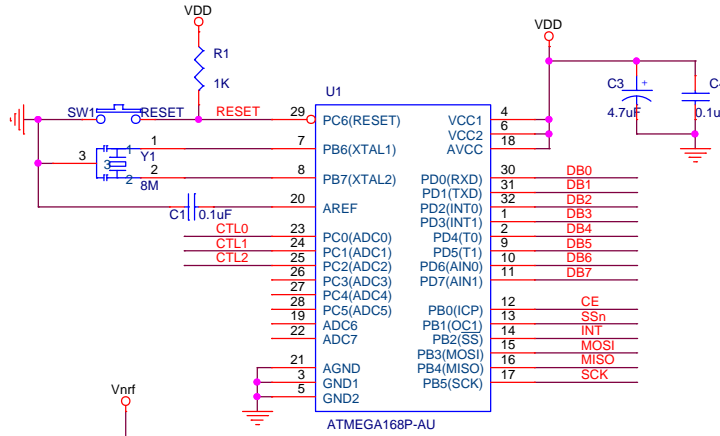 VDD
VDD
R1
1K
U1
C3
+
4.7uF
0.1u
SW1
RESET
RESET
29
PC6(RESET)
VCC1
4
VCC2
6
AVCC
18
1
1
Y1
3
3
2
2
8M
7
PB6(XTAL1)
8
PB7(XTAL2)
C1
0.1uF
20
AREF
PD0(RXD)
30
DB0
PD1(TXD)
31
DB1
PD2(INT0)
32
DB2
PD3(INT1)
1
DB3
PD4(T0)
2
DB4
PD5(T1)
9
DB5
PD6(AIN0)
10
DB6
PD7(AIN1)
11
DB7
CTL0
23
PC0(ADC0)
CTL1
24
PC1(ADC1)
CTL2
25
PC2(ADC2)
26
PC3(ADC3)
27
PC4(ADC4)
28
PC5(ADC5)
19
ADC6
22
ADC7
PB0(ICP)
12
CE
PB1(OC1)
13
SSn
PB2(SS)
14
INT
PB3(MOSI)
15
MOSI
PB4(MISO)
16
MISO
PB5(SCK)
17
SCK
21
AGND
3
GND1
5
GND2
Vnrf
ATMEGA168P-AU